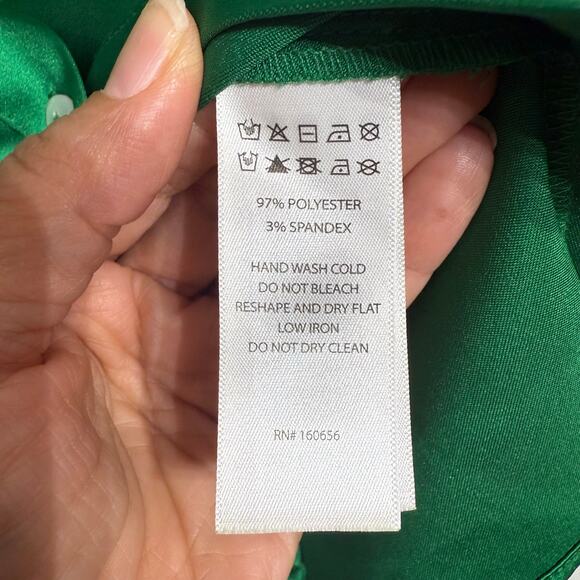 97% POLYESTER
3% SPANDEX
HAND WASH COLD
DO NOT BLEACH
RESHAPE AND DRY FLAT
LOW IRON
DO NOT DRY CLEAN
RN# 160656